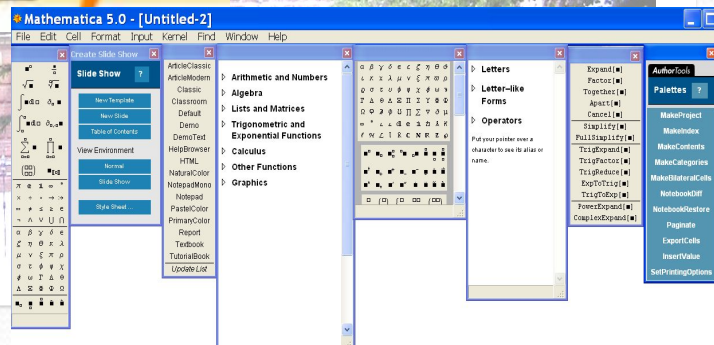 Mathematica 5.0 - [Untitled-2]
File Edit Cell Format Input Kernel Find Window Help
Create Slide Show
Slide Show ?
New Template
New Slide
Table of Contents
View Environment
Normal
Slide Show
Style Sheet ...
ArticleClassic
ArticleModern
Classic
Classroom
Default
Demo
DemoText
HelpBrowser
HTML
NaturalColor
NotepadMono
Notepad
PastelColor
PrimaryColor
Report
Textbook
TutorialBook
Update List
Arithmetic and Numbers
Algebra
Lists and Matrices
Trigonometric and
Exponential Functions
Calculus
Other Functions
Graphics
Letters
Letter-like
Forms
Operators
Put your pointer over a
character to see its alias or
name.
Expand[■]
Factor[■]
Together[■]
Apart[■]
Cancel[■]
Simplify[■]
FullSimplify[■]
TrigExpand[■]
TrigFactor[■]
TrigReduce[■]
ExpToTrig[■]
TrigToExp[■]
PowerExpand[■]
ComplexExpand[■]
AuthorTools
Palettes ?
MakeProject
MakeIndex
MakeContents
MakeCategories
MakeBilateralCells
NotebookDiff
NotebookRestore
Paginate
ExportCells
InsertValue
SetPrintingOptions